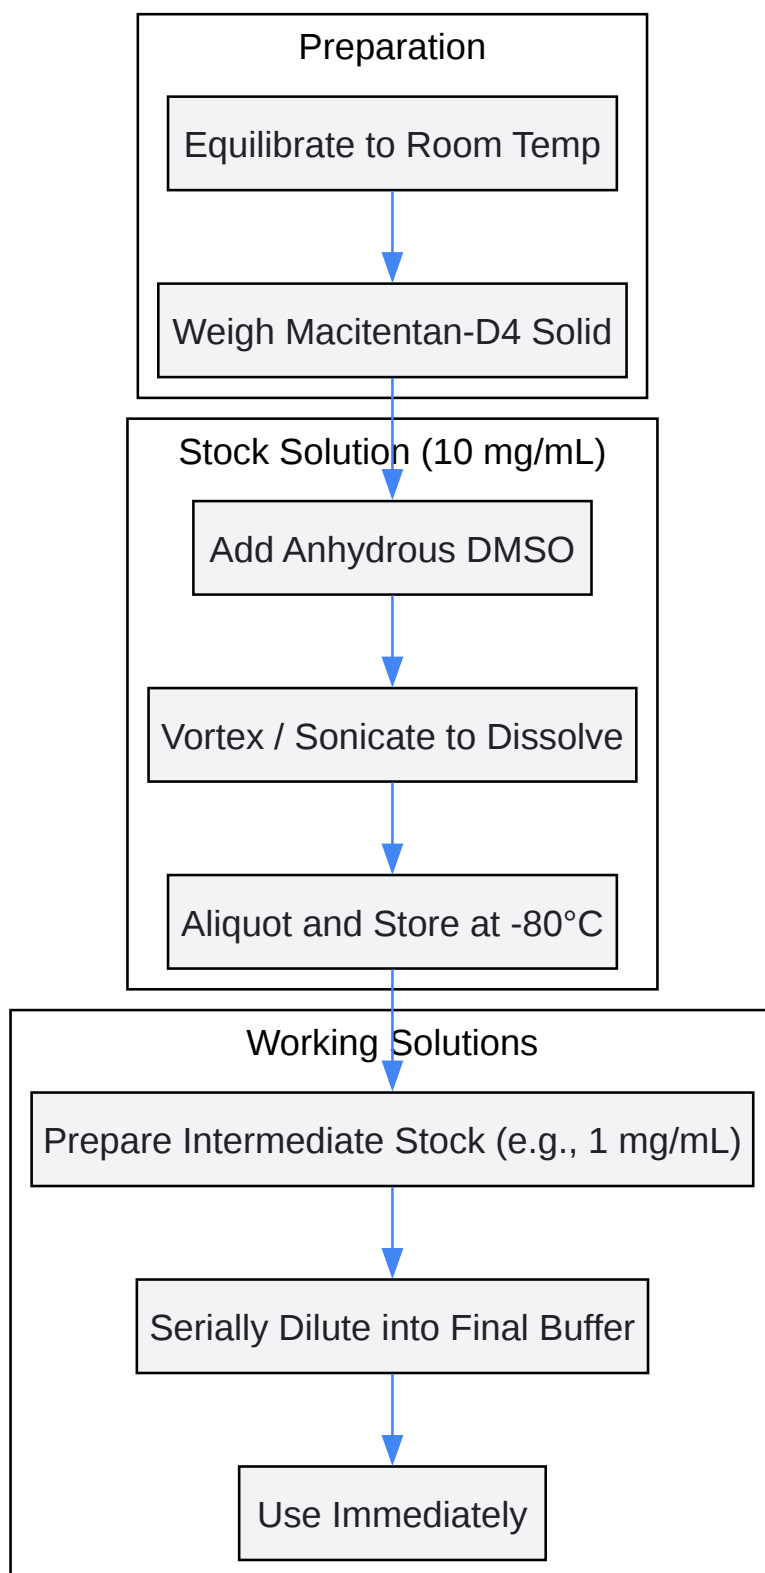 Preparation
Equilibrate to Room Temp
Weigh Macitentan-D4 Solid
Stock Solution (10 mg/mL)
Add Anhydrous DMSO
Vortex / Sonicate to Dissolve
Aliquot and Store at -80°C
Working Solutions
Prepare Intermediate Stock (e.g., 1 mg/mL)
Serially Dilute into Final Buffer
Use Immediately